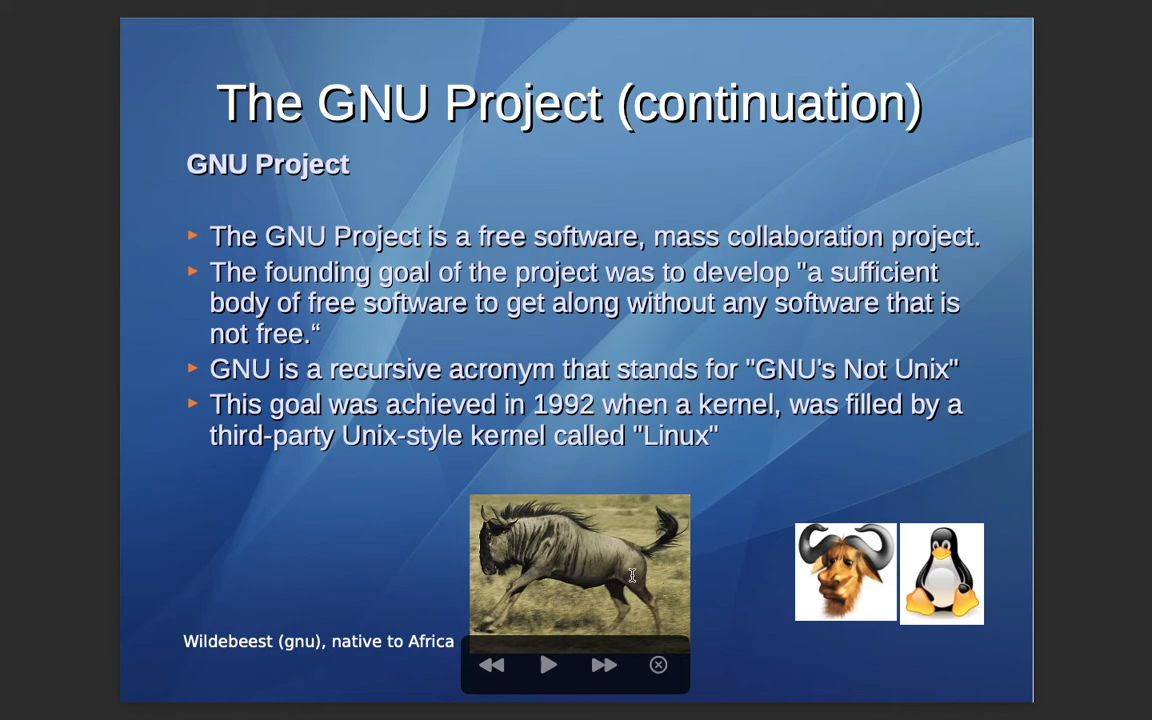 The GNU Project (continuation)
GNU Project
The GNU Project is a free software, mass collaboration project.
The founding goal of the project was to develop "a sufficient
body of free software to get along without any software that is
not free.“
GNU is a recursive acronym that stands for "GNU's Not Unix"
This goal was achieved in 1992 when a kernel, was filled by a
third-party Unix-style kernel called "Linux"
Wildebeest (gnu), native to Africa